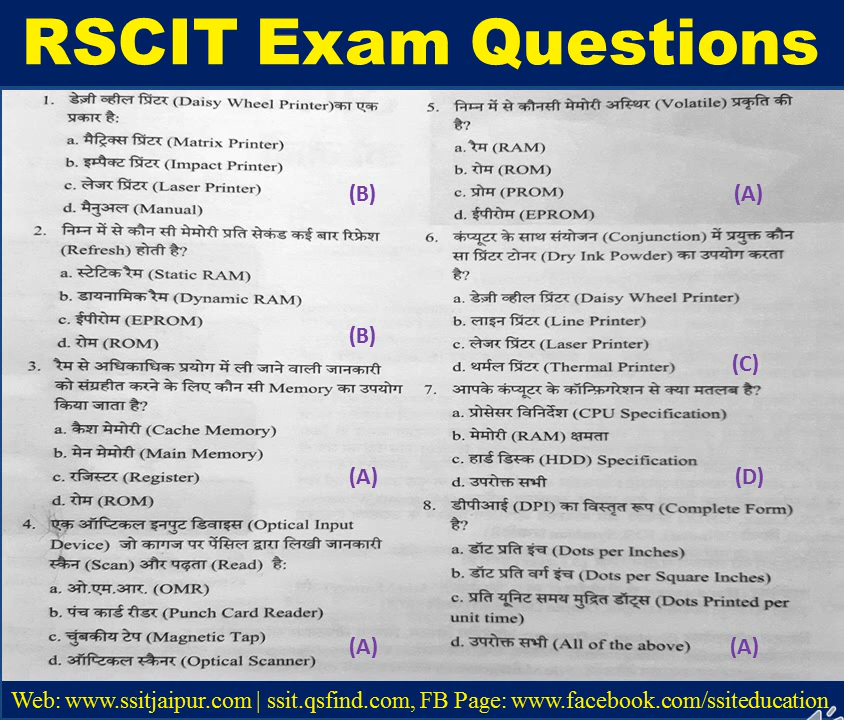 RSCIT Exam Questions
1. डेज़ी व्हील प्रिंटर (Daisy Wheel Printer)का एक
प्रकार है:
a. मैट्रिक्स प्रिंटर (Matrix Printer)
b. इम्पैक्ट प्रिंटर (Impact Printer)
c. लेजर प्रिंटर (Laser Printer)
(B)
d. मैनुअल (Manual)
2. निम्न में से कौन सी मेमोरी प्रति सेकंड कई बार रिफ्रेश
(Refresh) होती है?
a. स्टेटिक रैम (Static RAM)
b. डायनामिक रैम (Dynamic RAM)
c. ईपीरोम (EPROM)
(B)
d. रोम (ROM)
3. रैम से अधिकाधिक प्रयोग में ली जाने वाली जानकारी
को संग्रहीत करने के लिए कौन सी Memory का उपयोग
किया जाता है?
a. कैश मेमोरी (Cache Memory)
b. मेन मेमोरी (Main Memory)
c. रजिस्टर (Register)
(A)
d. रोम (ROM)
4. एक ऑप्टिकल इनपुट डिवाइस (Optical Input
Device) जो कागज पर पेंसिल द्वारा लिखी जानकारी
स्कैन (Scan) और पढ़ता (Read) है:
a. ओ.एम.आर. (OMR)
b. पंच कार्ड रीडर (Punch Card Reader)
c. चुंबकीय टेप (Magnetic Tap)
(A)
d. ऑप्टिकल स्कैनर (Optical Scanner)
5. निम्न में से कौनसी मेमोरी अस्थिर (Volatile) प्रकृति की
है?
a. रैम (RAM)
b. रोम (ROM)
c. प्रोम (PROM)
(A)
d. ईपीरोम (EPROM)
6. कंप्यूटर के साथ संयोजन (Conjunction) में प्रयुक्त कौन
सा प्रिंटर टोनर (Dry Ink Powder) का उपयोग करता
है?
a. डेज़ी व्हील प्रिंटर (Daisy Wheel Printer)
b. लाइन प्रिंटर (Line Printer)
c. लेजर प्रिंटर (Laser Printer)
d. थर्मल प्रिंटर (Thermal Printer)
(C)
7. आपके कंप्यूटर के कॉन्फ़िगरेशन से क्या मतलब है?
a. प्रोसेसर विनिर्देश (CPU Specification)
b. मेमोरी (RAM) क्षमता
c. हार्ड डिस्क (HDD) Specification
d. उपरोक्त सभी
(D)
8. डीपीआई (DPI) का विस्तृत रूप (Complete Form)
है?
a. डॉट प्रति इंच (Dots per Inches)
b. डॉट प्रति वर्ग इंच (Dots per Square Inches)
c. प्रति यूनिट समय मुद्रित डॉट्स (Dots Printed per
unit time)
d. उपरोक्त सभी (All of the above)
(A)
Web: www.ssitjaipur.com | ssit.qsfind.com, FB Page: www.facebook.com/ssiteducation